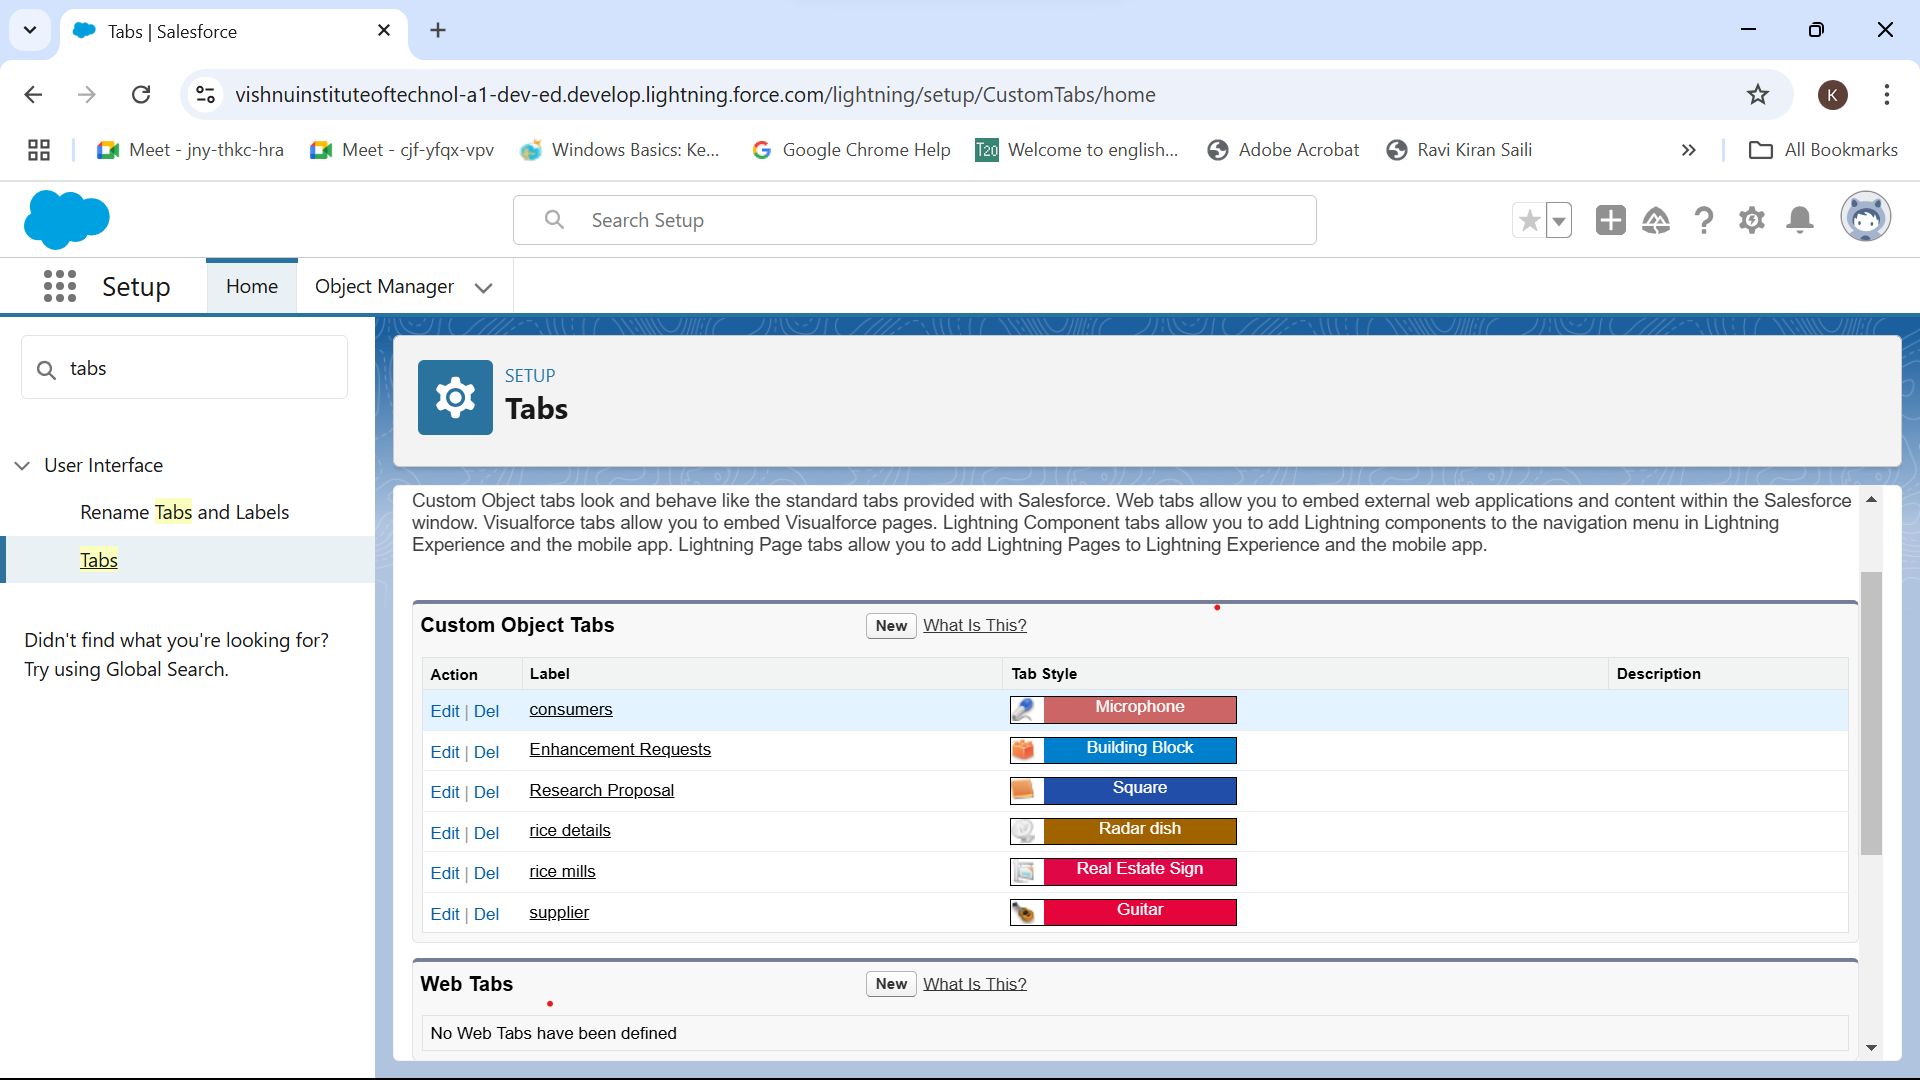 Tabs | Salesforce
vishnuinstituteoftechnol-a1-dev-ed.develop.lightning.force.com/lightning/setup/CustomTabs/home
K
Meet - jny-thkc-hra
Meet - cjf-yfqx-vpv
Windows Basics: Ke...
Google Chrome Help
T20
Welcome to english...
Adobe Acrobat
Ravi Kiran Saili
All Bookmarks
Search Setup
Setup
Home
Object Manager
tabs
User Interface
Rename Tabs and Labels
Tabs
Didn't find what you're looking for?
Try using Global Search.
SETUP
Tabs
Custom Object tabs look and behave like the standard tabs provided with Salesforce. Web tabs allow you to embed external web applications and content within the Salesforce
window. Visualforce tabs allow you to embed Visualforce pages. Lightning Component tabs allow you to add Lightning components to the navigation menu in Lightning
Experience and the mobile app. Lightning Page tabs allow you to add Lightning Pages to Lightning Experience and the mobile app.
Custom Object Tabs New What Is This?
Action Label Tab Style Description
Edit | Del consumers Microphone
Edit | Del Enhancement Requests Building Block
Edit | Del Research Proposal Square
Edit | Del rice details Radar dish
Edit | Del rice mills Real Estate Sign
Edit | Del supplier Guitar
Web Tabs New What Is This?
No Web Tabs have been defined